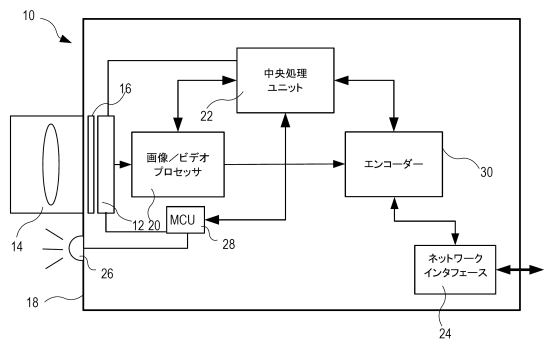 10
16
中央処理
ユニット
22
画像／ビデオ
プロセッサ
エンコーダー
30
14
12
20
MCU
28
26
ネットワーク
インタフェース
18
24